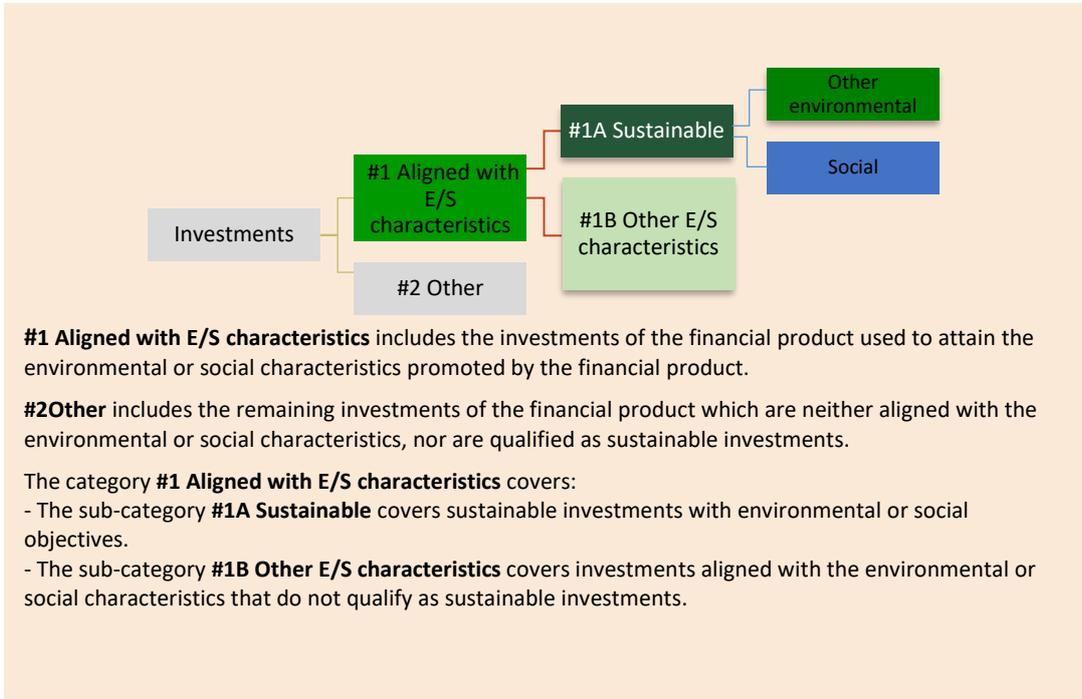 Other
environmental
#1A Sustainable
Social
#1 Aligned with
E/S
characteristics
#1B Other E/S
characteristics
Investments
#2 Other
#1 Aligned with E/S characteristics includes the investments of the financial product used to attain the
environmental or social characteristics promoted by the financial product.
#2Other includes the remaining investments of the financial product which are neither aligned with the
environmental or social characteristics, nor are qualified as sustainable investments.
The category #1 Aligned with E/S characteristics covers:
- The sub-category #1A Sustainable covers sustainable investments with environmental or social
objectives.
- The sub-category #1B Other E/S characteristics covers investments aligned with the environmental or
social characteristics that do not qualify as sustainable investments.